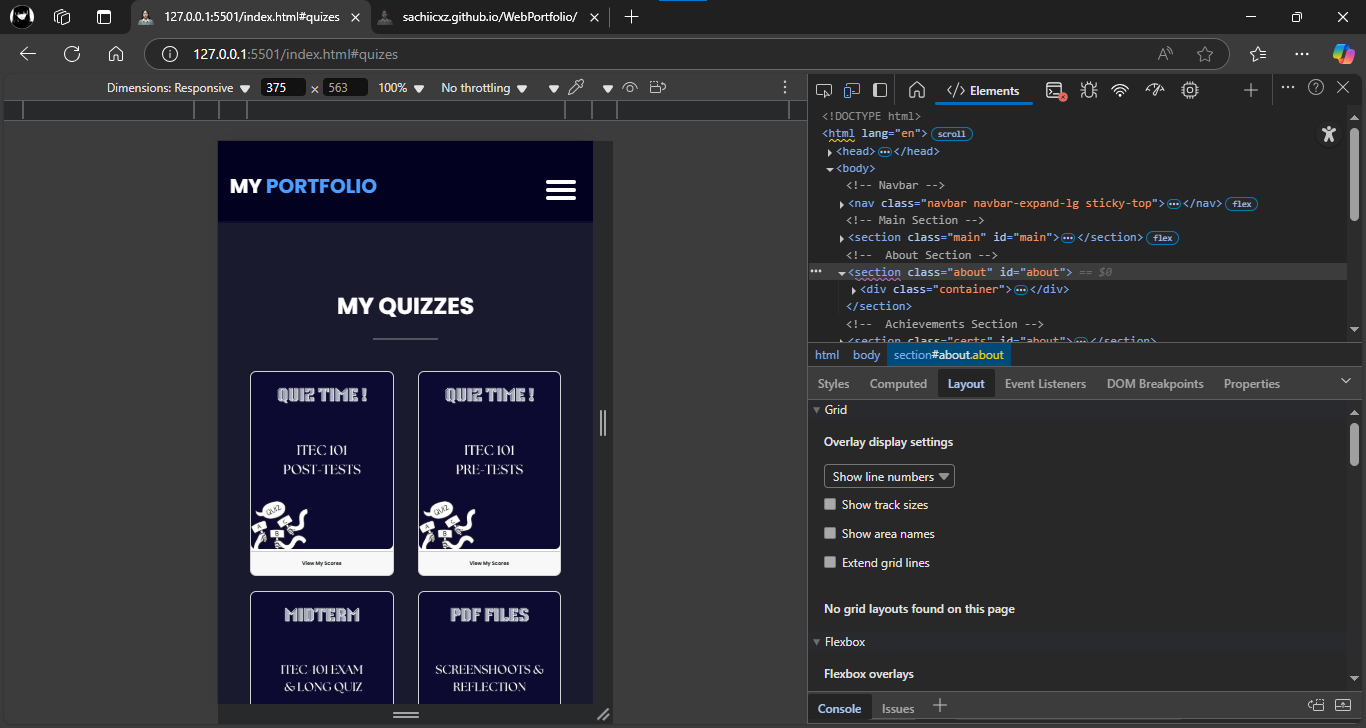 127.0.0.1:5501/index.html#quizes
sachiicxz.github.io/WebPortfolio/
127.0.0.1:5501/index.html#quizes
Dimensions: Responsive 375 x 563 100% No throttling
MY PORTFOLIO
MY QUIZZES
QUIZ TIME !
ITEC 101
POST-TESTS
QUIZ
A
B
View My Scores
QUIZ TIME !
ITEC 101
PRE-TESTS
QUIZ
A
B
View My Scores
MIDTERM
ITEC-101 EXAM
& LONG QUIZ
PDF FILES
SCREENSHOOTS &
REFLECTION
</> Elements
<!DOCTYPE html>
<html lang="en"> scroll
<head> </head>
<body>
<!-- Navbar -->
<nav class="navbar navbar-expand-lg sticky-top"> </nav> flex
<!-- Main Section -->
<section class="main" id="main"> </section> flex
<!--  About Section -->
<section class="about" id="about"> == $0
<div class="container"> </div>
</section>
<!--  Achievements Section -->
<section class="certs" id="about"> </section>
html body section#about.about
Styles Computed Layout Event Listeners DOM Breakpoints Properties
Grid
Overlay display settings
Show line numbers
Show track sizes
Show area names
Extend grid lines
No grid layouts found on this page
Flexbox
Flexbox overlays
Console Issues